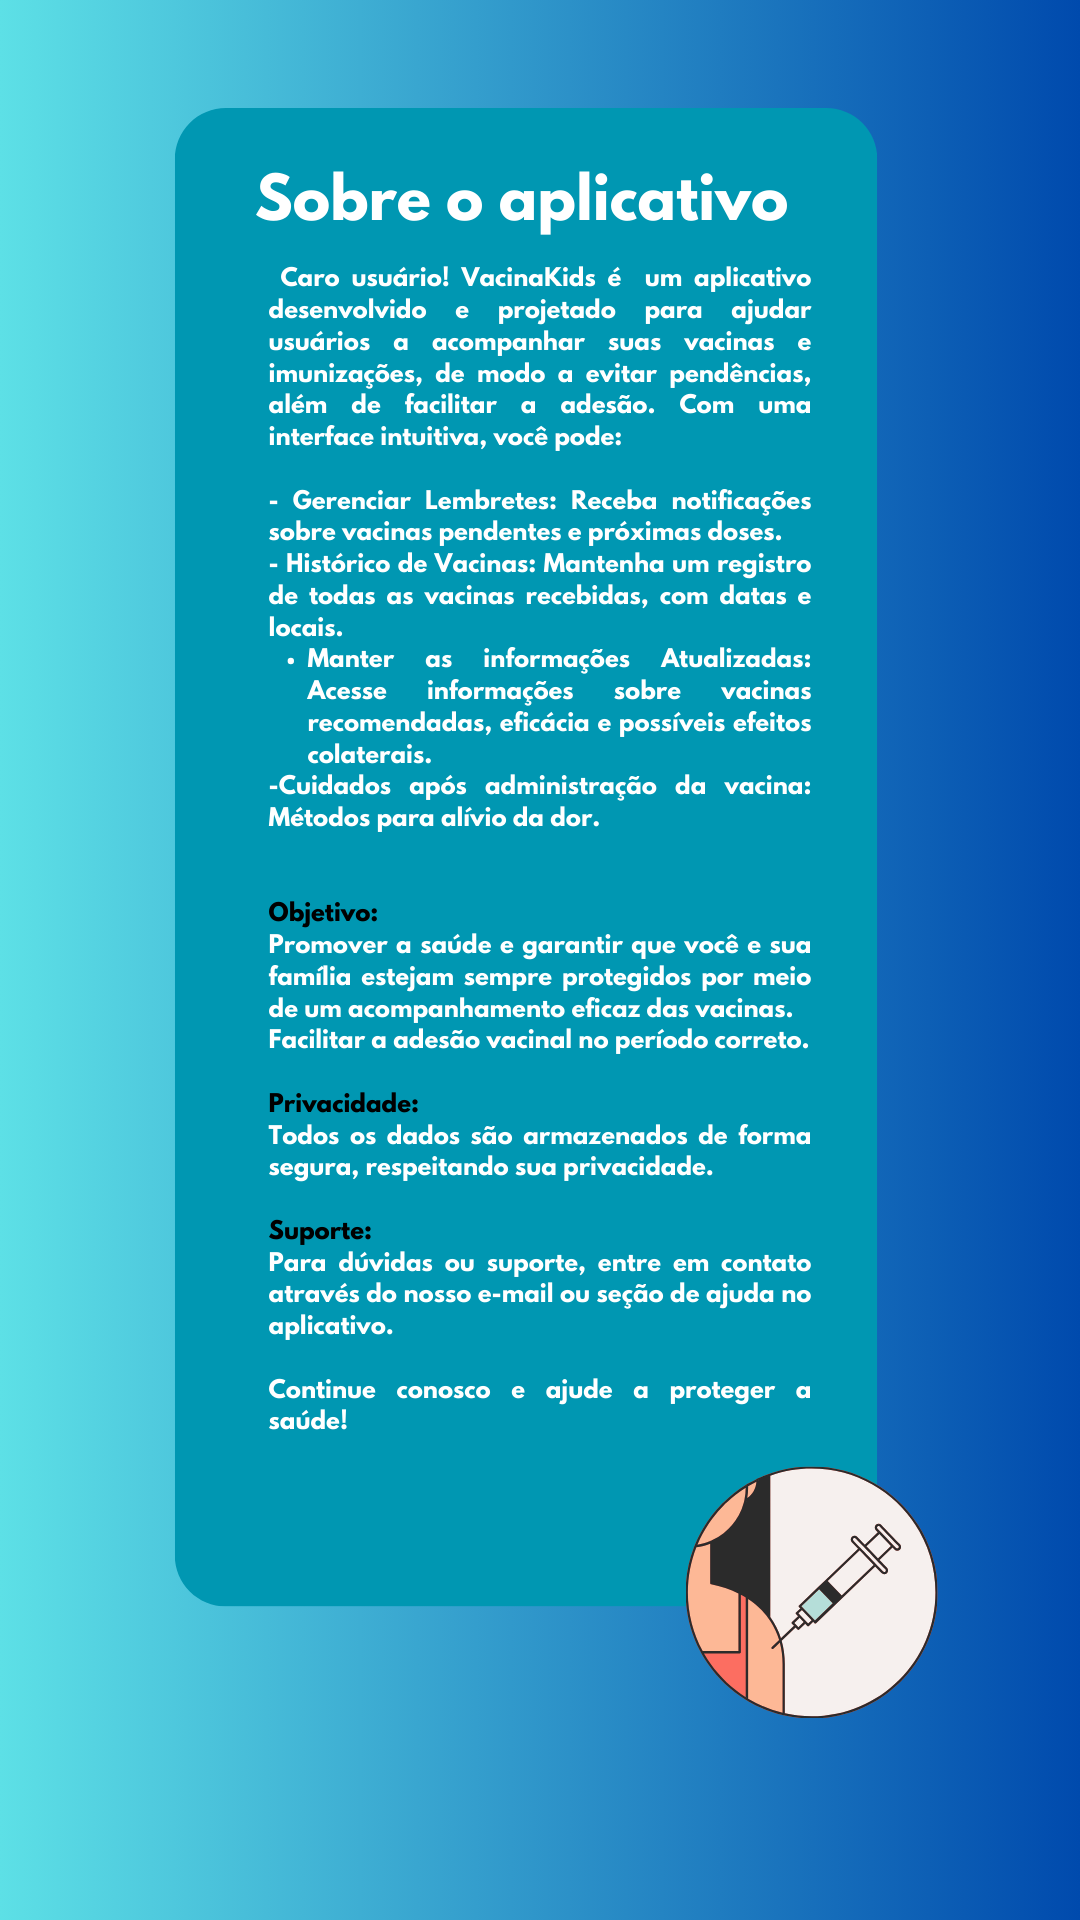 Sobre o aplicativo
Caro usuário! VacinaKids é um aplicativo
desenvolvido e projetado para ajudar
usuários a acompanhar suas vacinas e
imunizações, de modo a evitar pendências,
além de facilitar a adesão. Com uma
interface intuitiva, você pode:
- Gerenciar Lembretes: Receba notificações
sobre vacinas pendentes e próximas doses.
- Histórico de Vacinas: Mantenha um registro
de todas as vacinas recebidas, com datas e
locais.
• Manter as informações Atualizadas:
Acesse informações sobre vacinas
recomendadas, eficácia e possíveis efeitos
colaterais.
-Cuidados após administração da vacina:
Métodos para alívio da dor.
Objetivo:
Promover a saúde e garantir que você e sua
família estejam sempre protegidos por meio
de um acompanhamento eficaz das vacinas.
Facilitar a adesão vacinal no período correto.
Privacidade:
Todos os dados são armazenados de forma
segura, respeitando sua privacidade.
Suporte:
Para dúvidas ou suporte, entre em contato
através do nosso e-mail ou seção de ajuda no
aplicativo.
Continue conosco e ajude a proteger a
saúde!